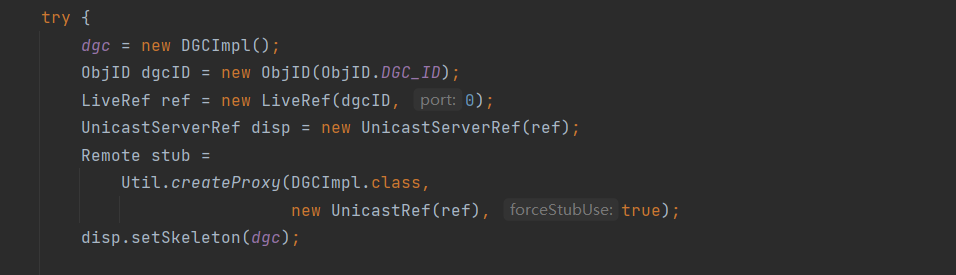 try {
dgc = new DGCImpl();
ObjID dgcID = new ObjID(ObjID.DGC_ID);
LiveRef ref = new LiveRef(dgcID, port: 0);
UnicastServerRef disp = new UnicastServerRef(ref);
Remote stub =
Util.createProxy(DGCImpl.class,
new UnicastRef(ref), forceStubUse: true);
disp.setSkeleton(dgc);